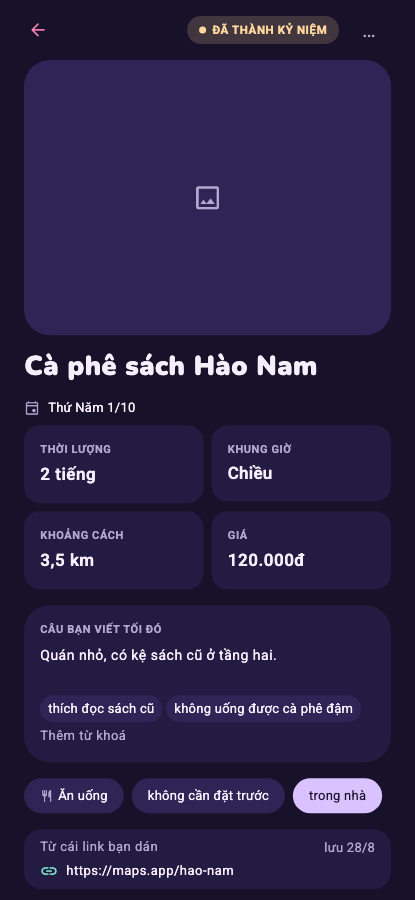 ĐÃ THÀNH KỶ NIỆM
...
Cà phê sách Hào Nam
Thứ Năm 1/10
THỜI LƯỢNG
2 tiếng
KHUNG GIỜ
Chiều
KHOẢNG CÁCH
3,5 km
GIÁ
120.000đ
CÂU BẠN VIẾT TỐI ĐÓ
Quán nhỏ, có kệ sách cũ ở tầng hai.
thích đọc sách cũ
không uống được cà phê đậm
Thêm từ khoá
Ăn uống
không cần đặt trước
trong nhà
Từ cái link bạn dán
lưu 28/8
https://maps.app/hao-nam